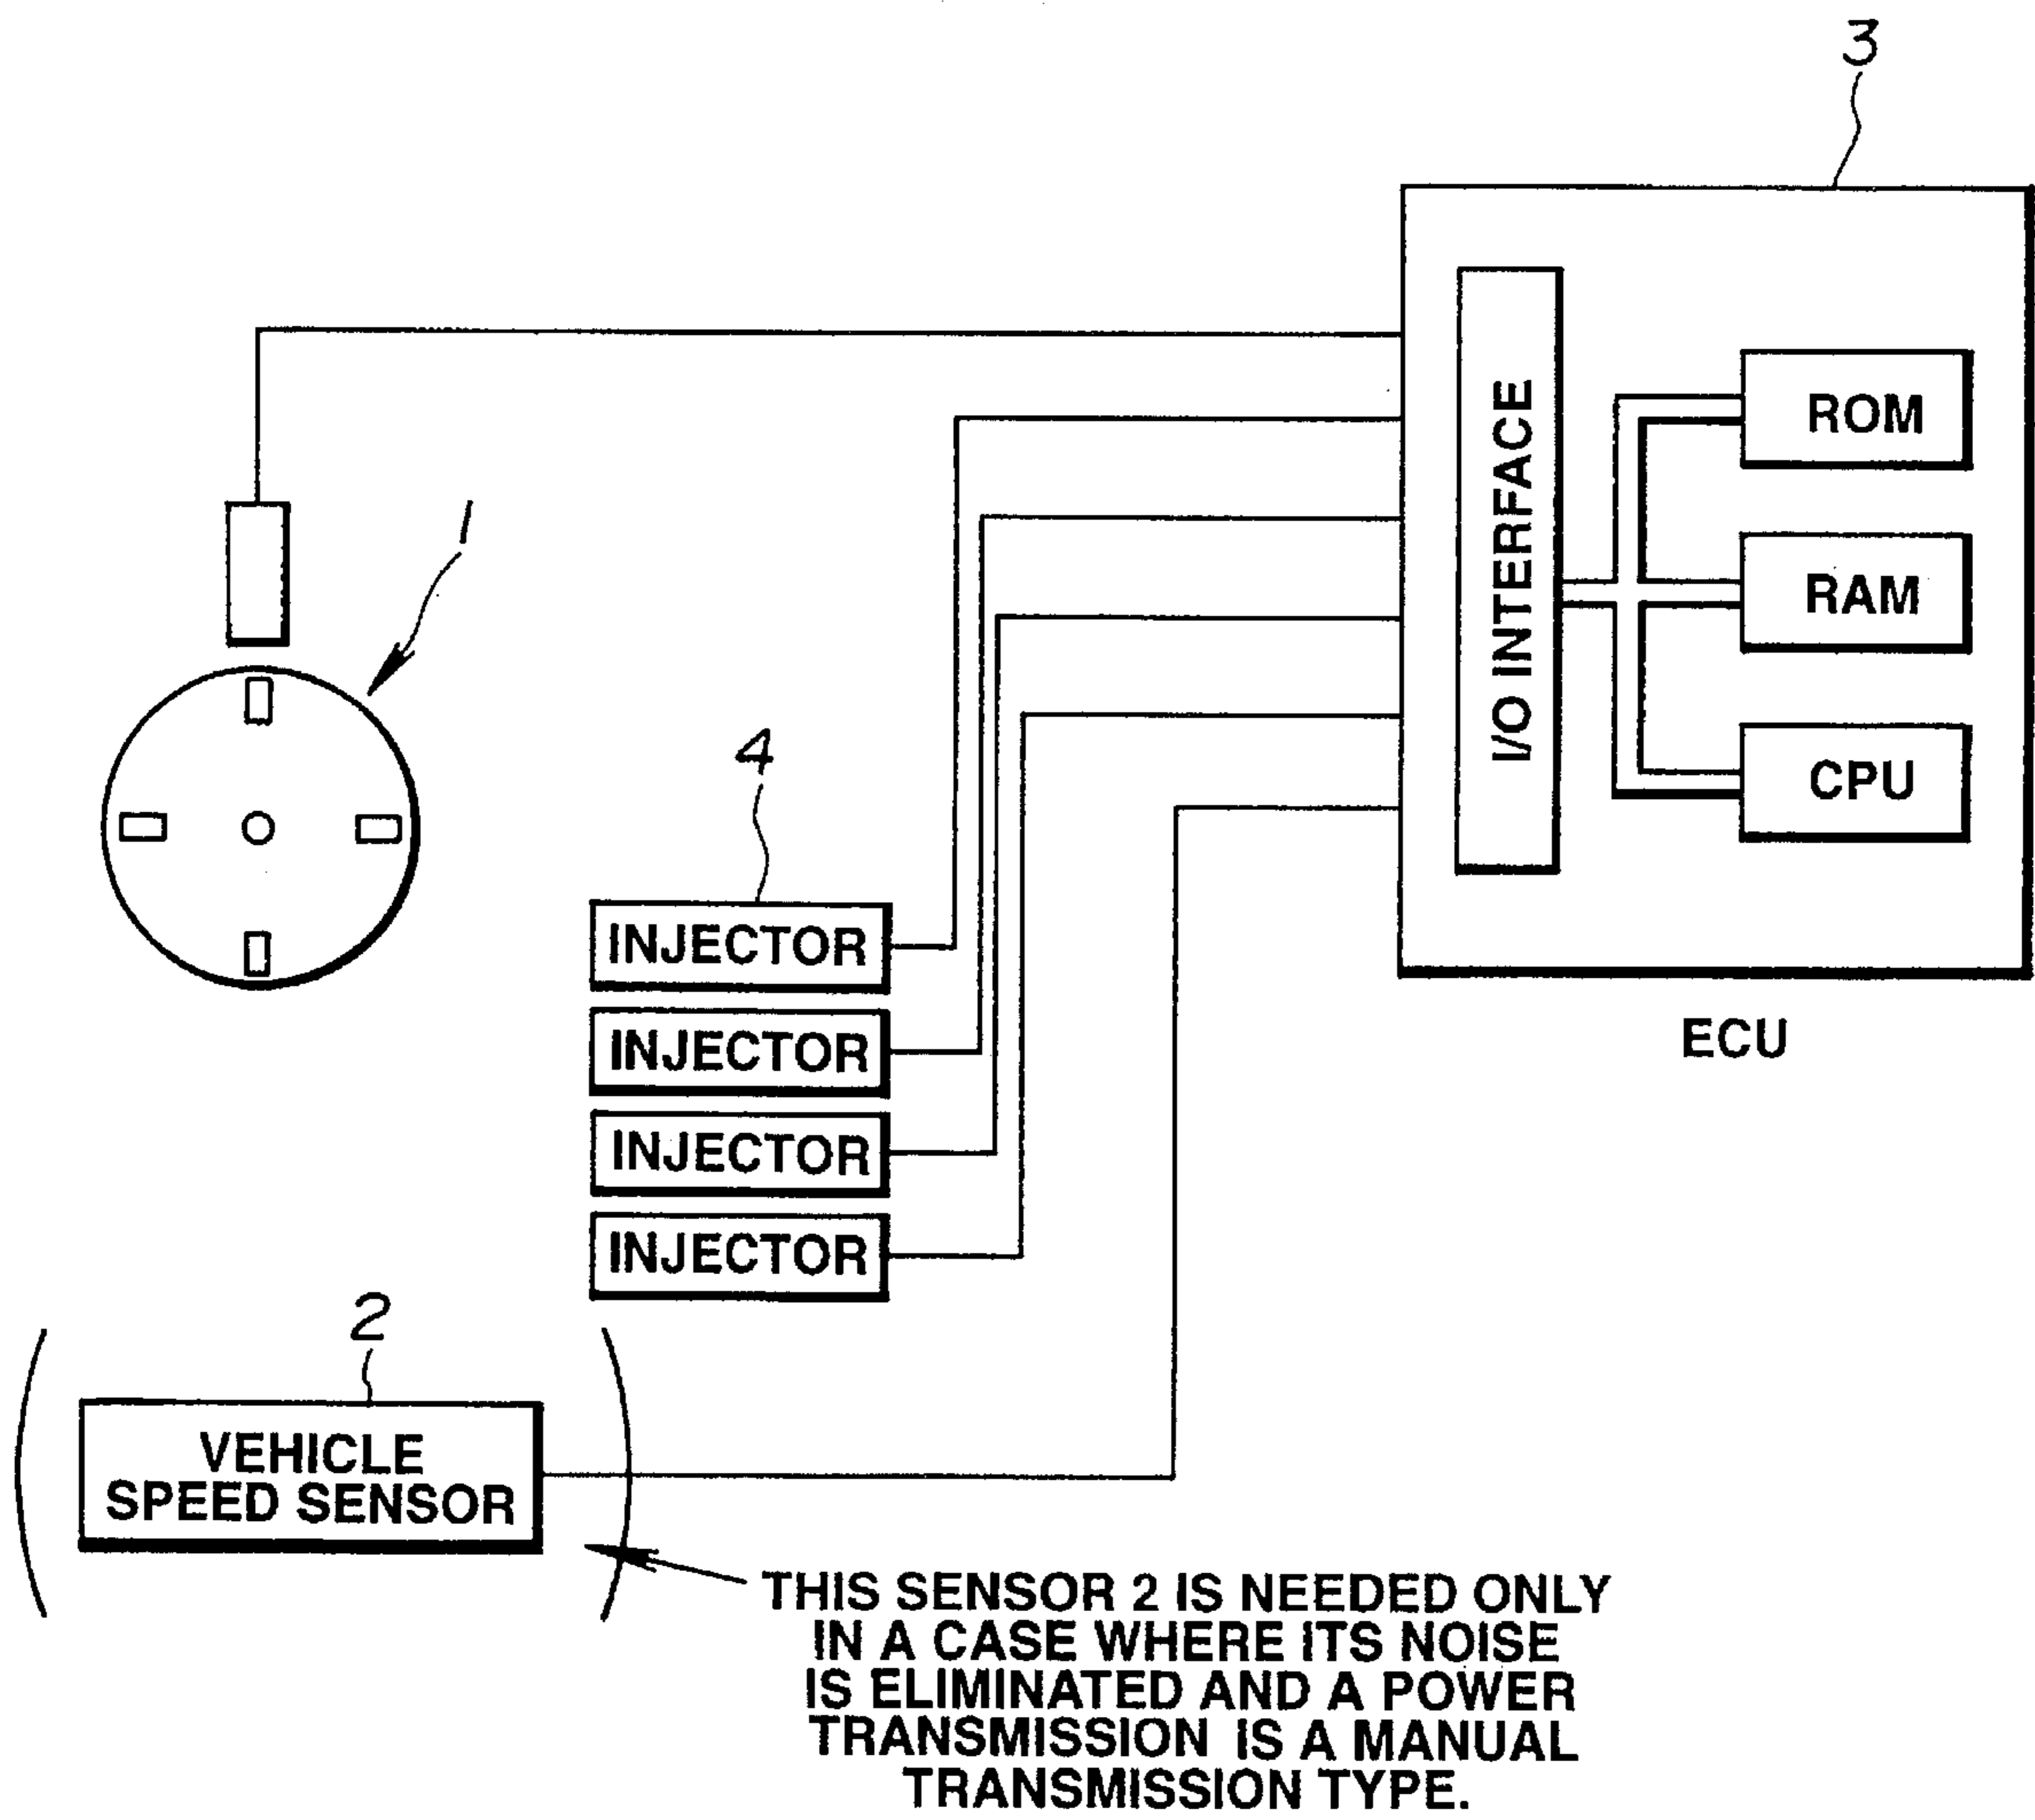 3
I/O INTERFACE
ROM
RAM
CPU
ECU
1
4
INJECTOR
INJECTOR
INJECTOR
INJECTOR
2
VEHICLE
SPEED SENSOR
THIS SENSOR 2 IS NEEDED ONLY
IN A CASE WHERE ITS NOISE
IS ELIMINATED AND A POWER
TRANSMISSION IS A MANUAL
TRANSMISSION TYPE.